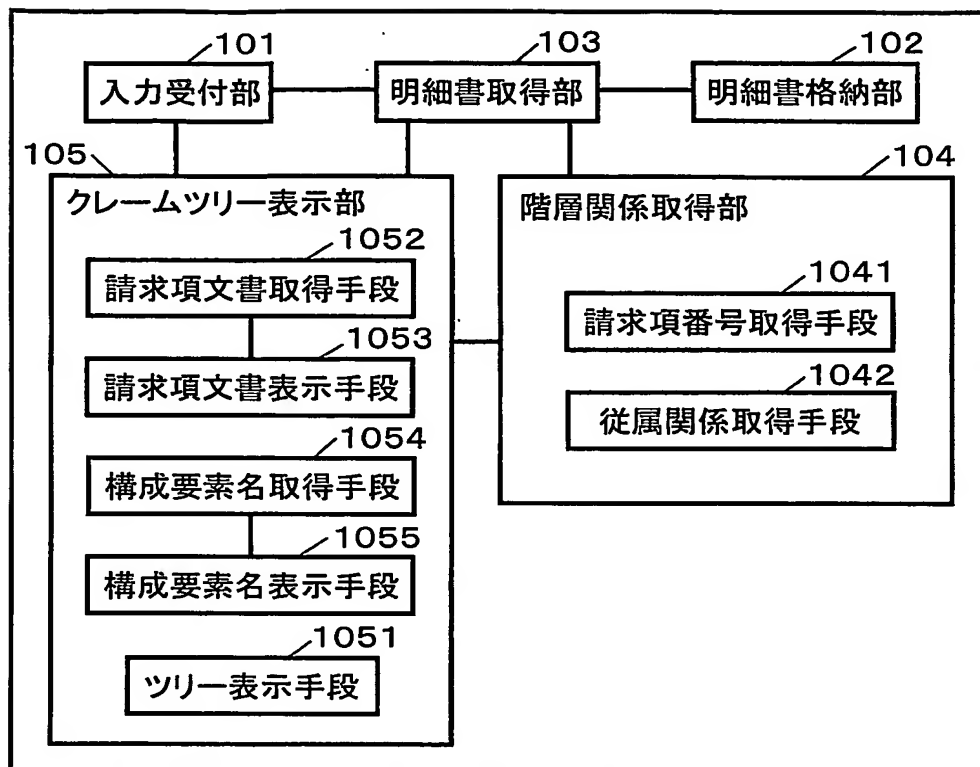 101
103
102
入力受付部
明細書取得部
明細書格納部
105
104
クレームツリー表示部
階層関係取得部
1052
請求項文書取得手段
1041
請求項番号取得手段
1053
請求項文書表示手段
1042
従属関係取得手段
1054
構成要素名取得手段
1055
構成要素名表示手段
1051
ツリー表示手段